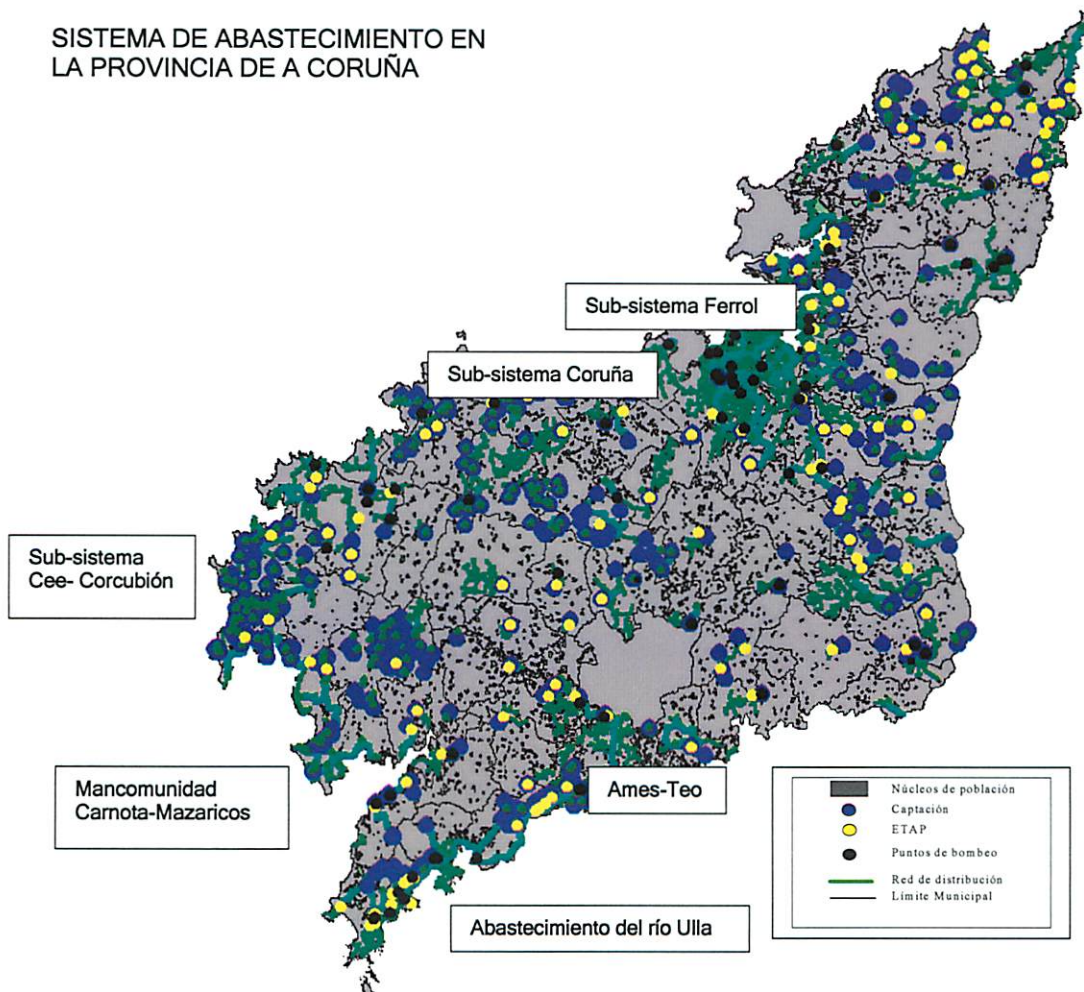 SISTEMA DE ABASTECIMIENTO EN
LA PROVINCIA DE A CORUÑA
Sub-sistema Ferrol
Sub-sistema Coruña
Sub-sistema
Cee- Corcubión
Mancomunidad
Carnota-Mazaricos
Ames-Teo
Abastecimiento del río Ulla
Núcleos de población
Captación
ETAP
Puntos de bombeo
Red de distribución
Límite Municipal